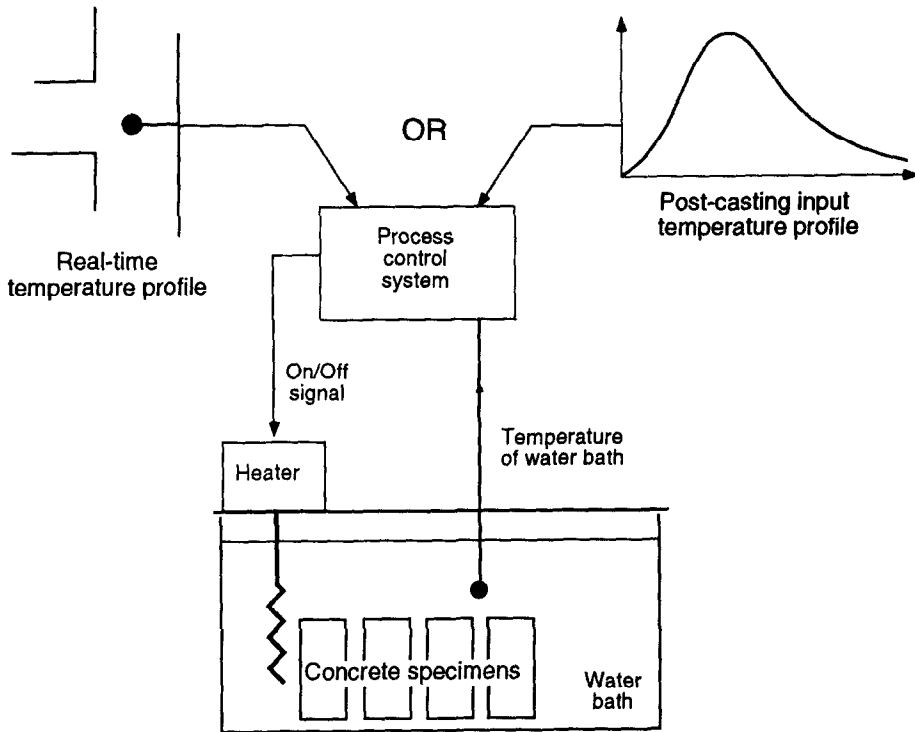 OR
Real-time
temperature profile
Post-casting input
temperature profile
Process
control
system
On/Off
signal
Temperature
of water bath
Heater
Concrete specimens
Water
bath